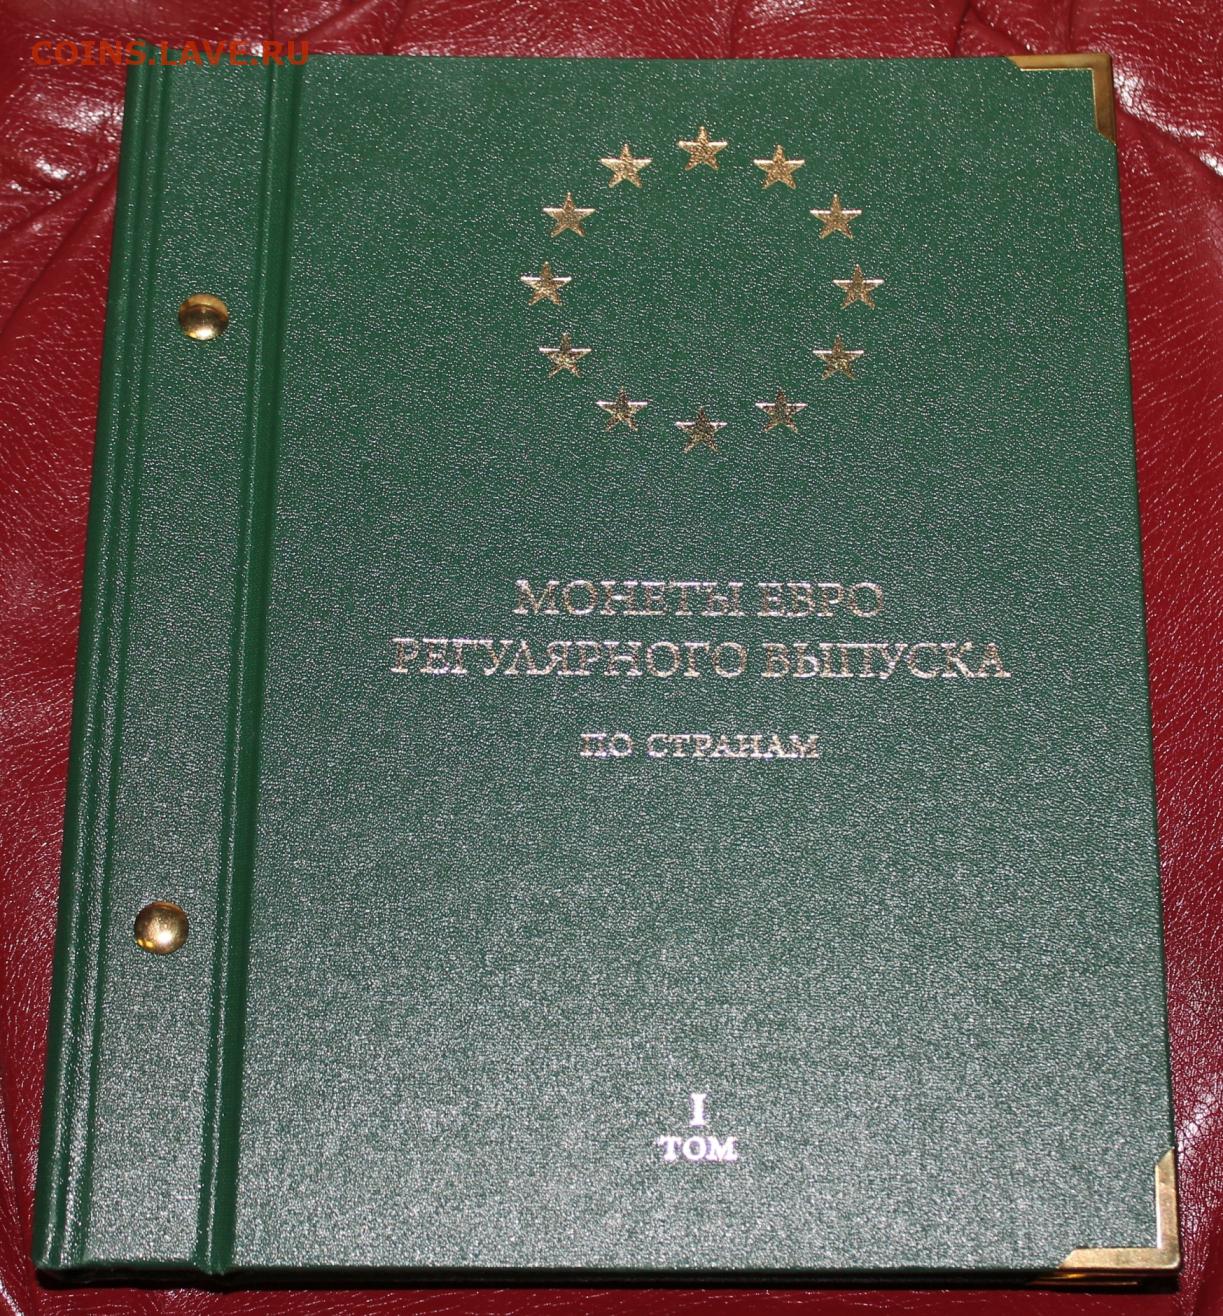 COINS.LAVE.RU
МОНЕТЫ ЕВРО
РЕГУЛЯРНОГО ВЫПУСКА
ПО СТРАНАМ
I
ТОМ